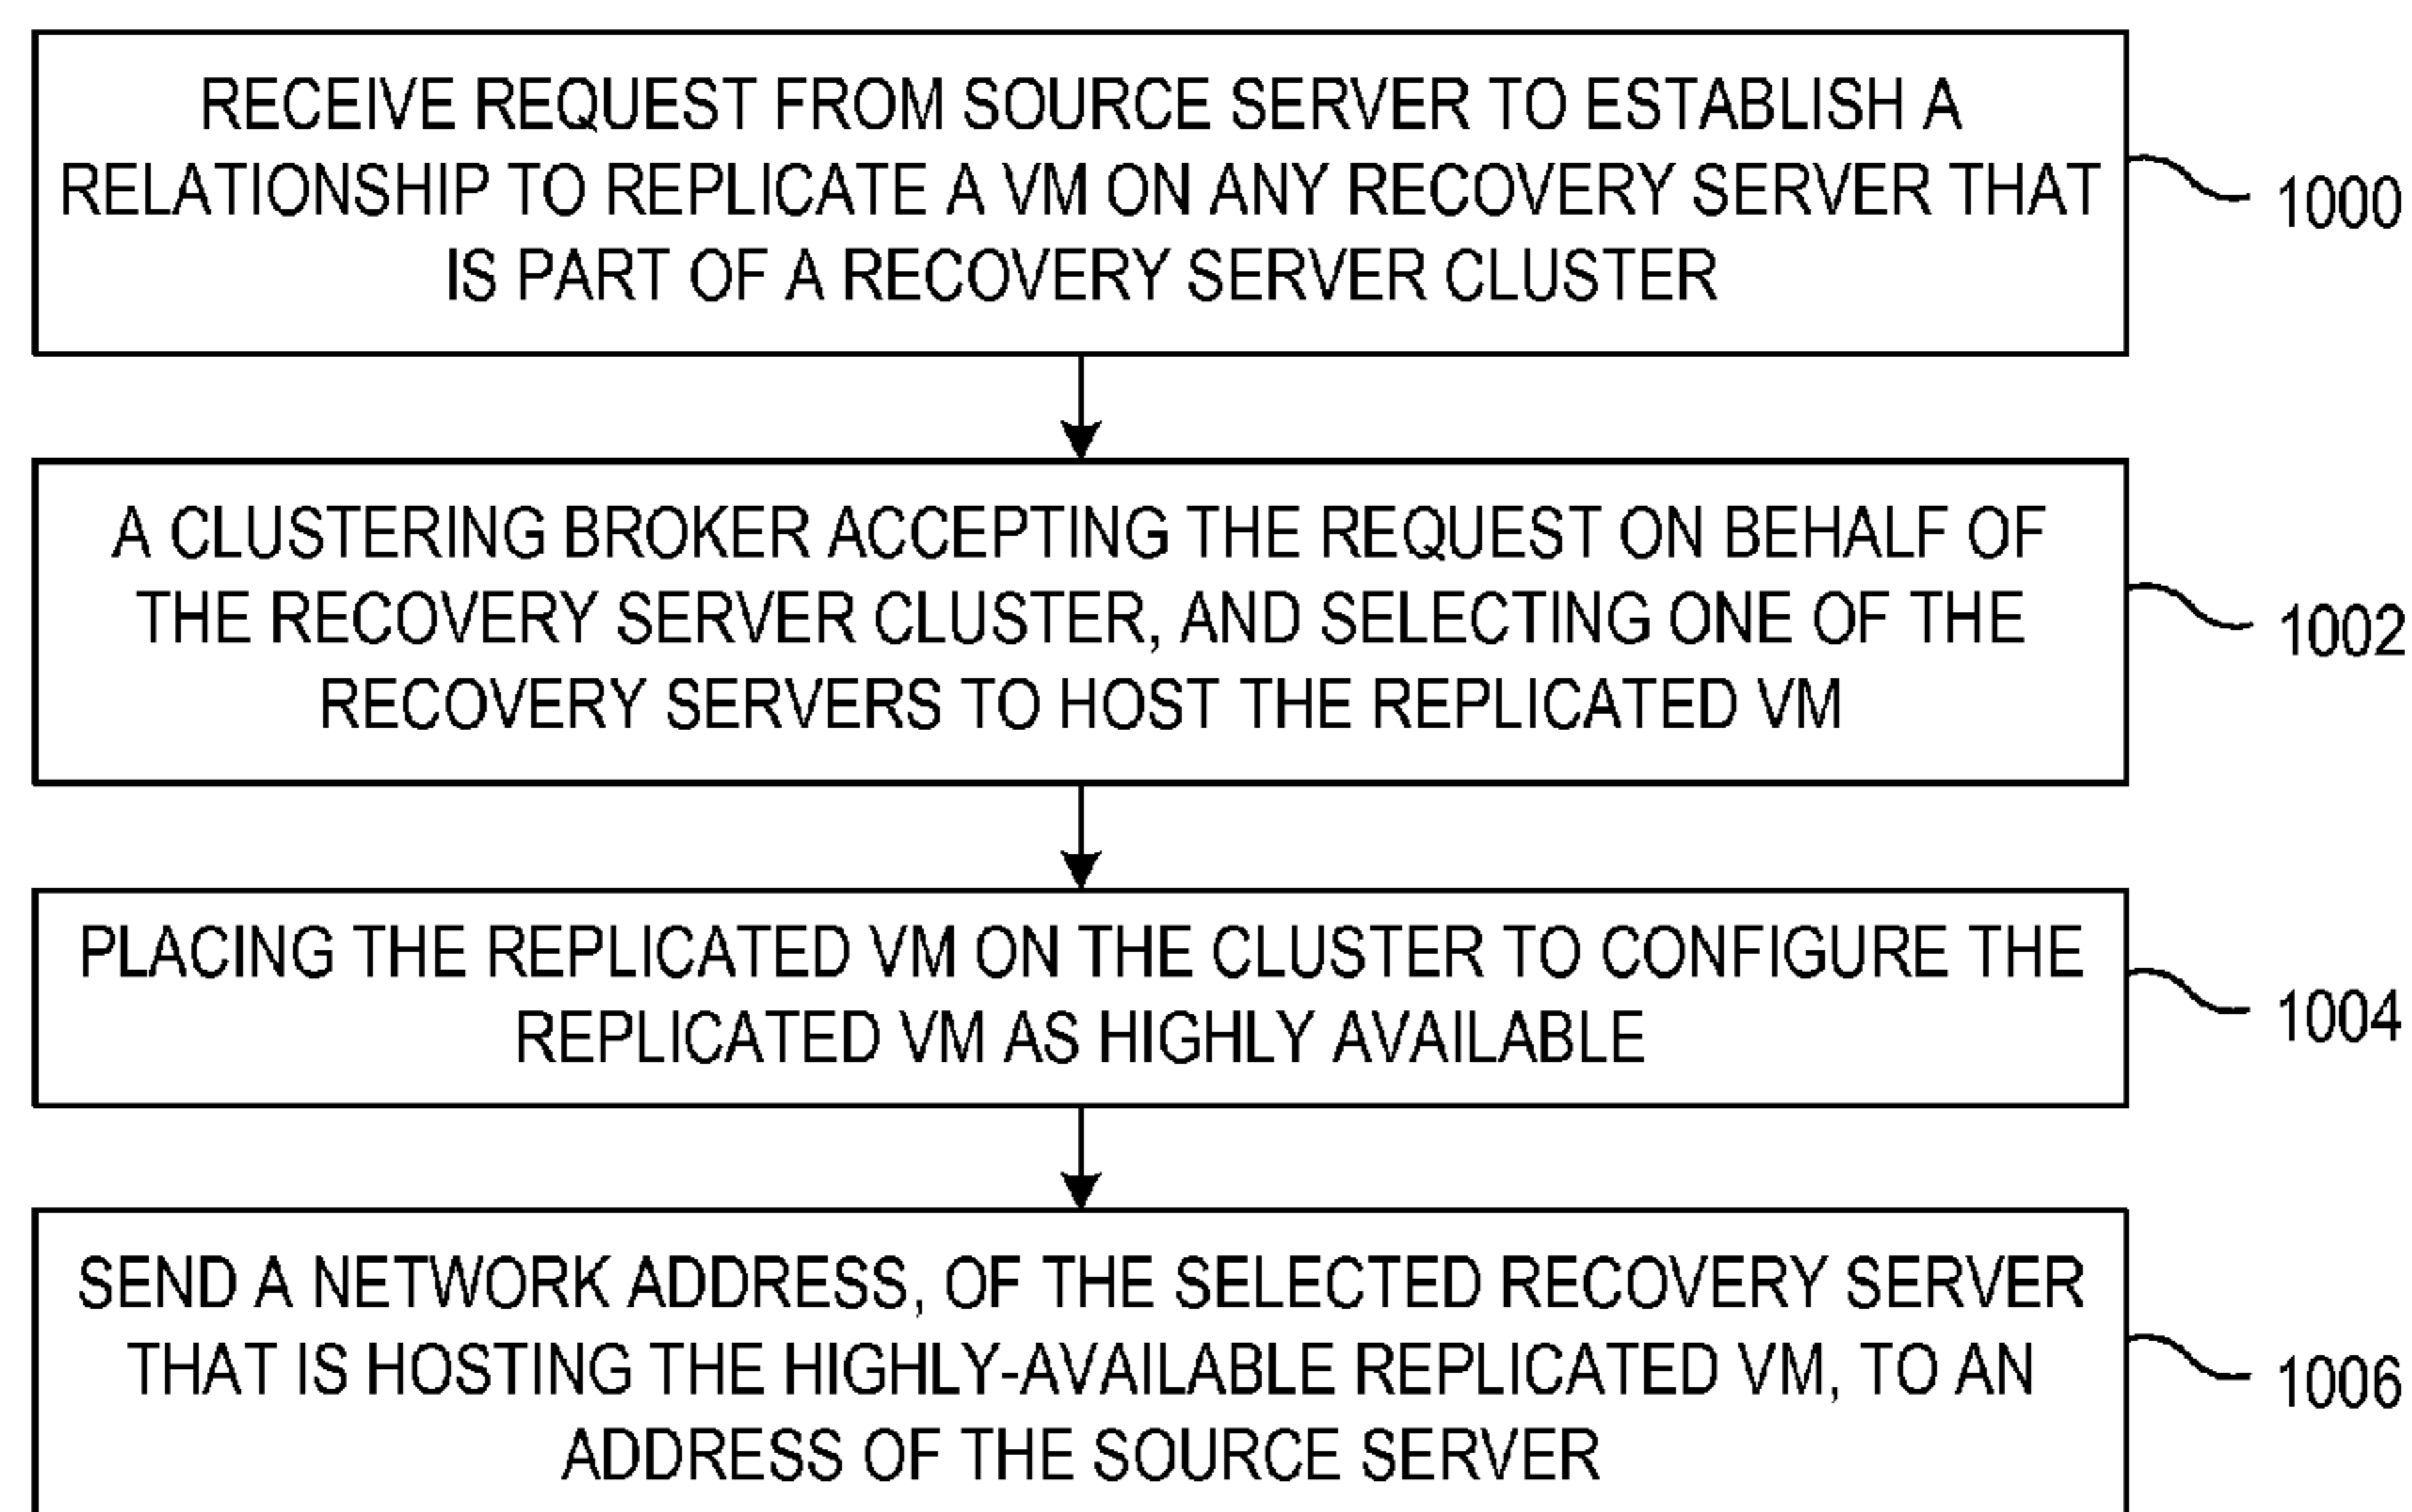 RECEIVE REQUEST FROM SOURCE SERVER TO ESTABLISH A
RELATIONSHIP TO REPLICATE A VM ON ANY RECOVERY SERVER THAT
IS PART OF A RECOVERY SERVER CLUSTER
1000
A CLUSTERING BROKER ACCEPTING THE REQUEST ON BEHALF OF
THE RECOVERY SERVER CLUSTER, AND SELECTING ONE OF THE
RECOVERY SERVERS TO HOST THE REPLICATED VM
1002
PLACING THE REPLICATED VM ON THE CLUSTER TO CONFIGURE THE
REPLICATED VM AS HIGHLY AVAILABLE
1004
SEND A NETWORK ADDRESS, OF THE SELECTED RECOVERY SERVER
THAT IS HOSTING THE HIGHLY-AVAILABLE REPLICATED VM, TO AN
ADDRESS OF THE SOURCE SERVER
1006